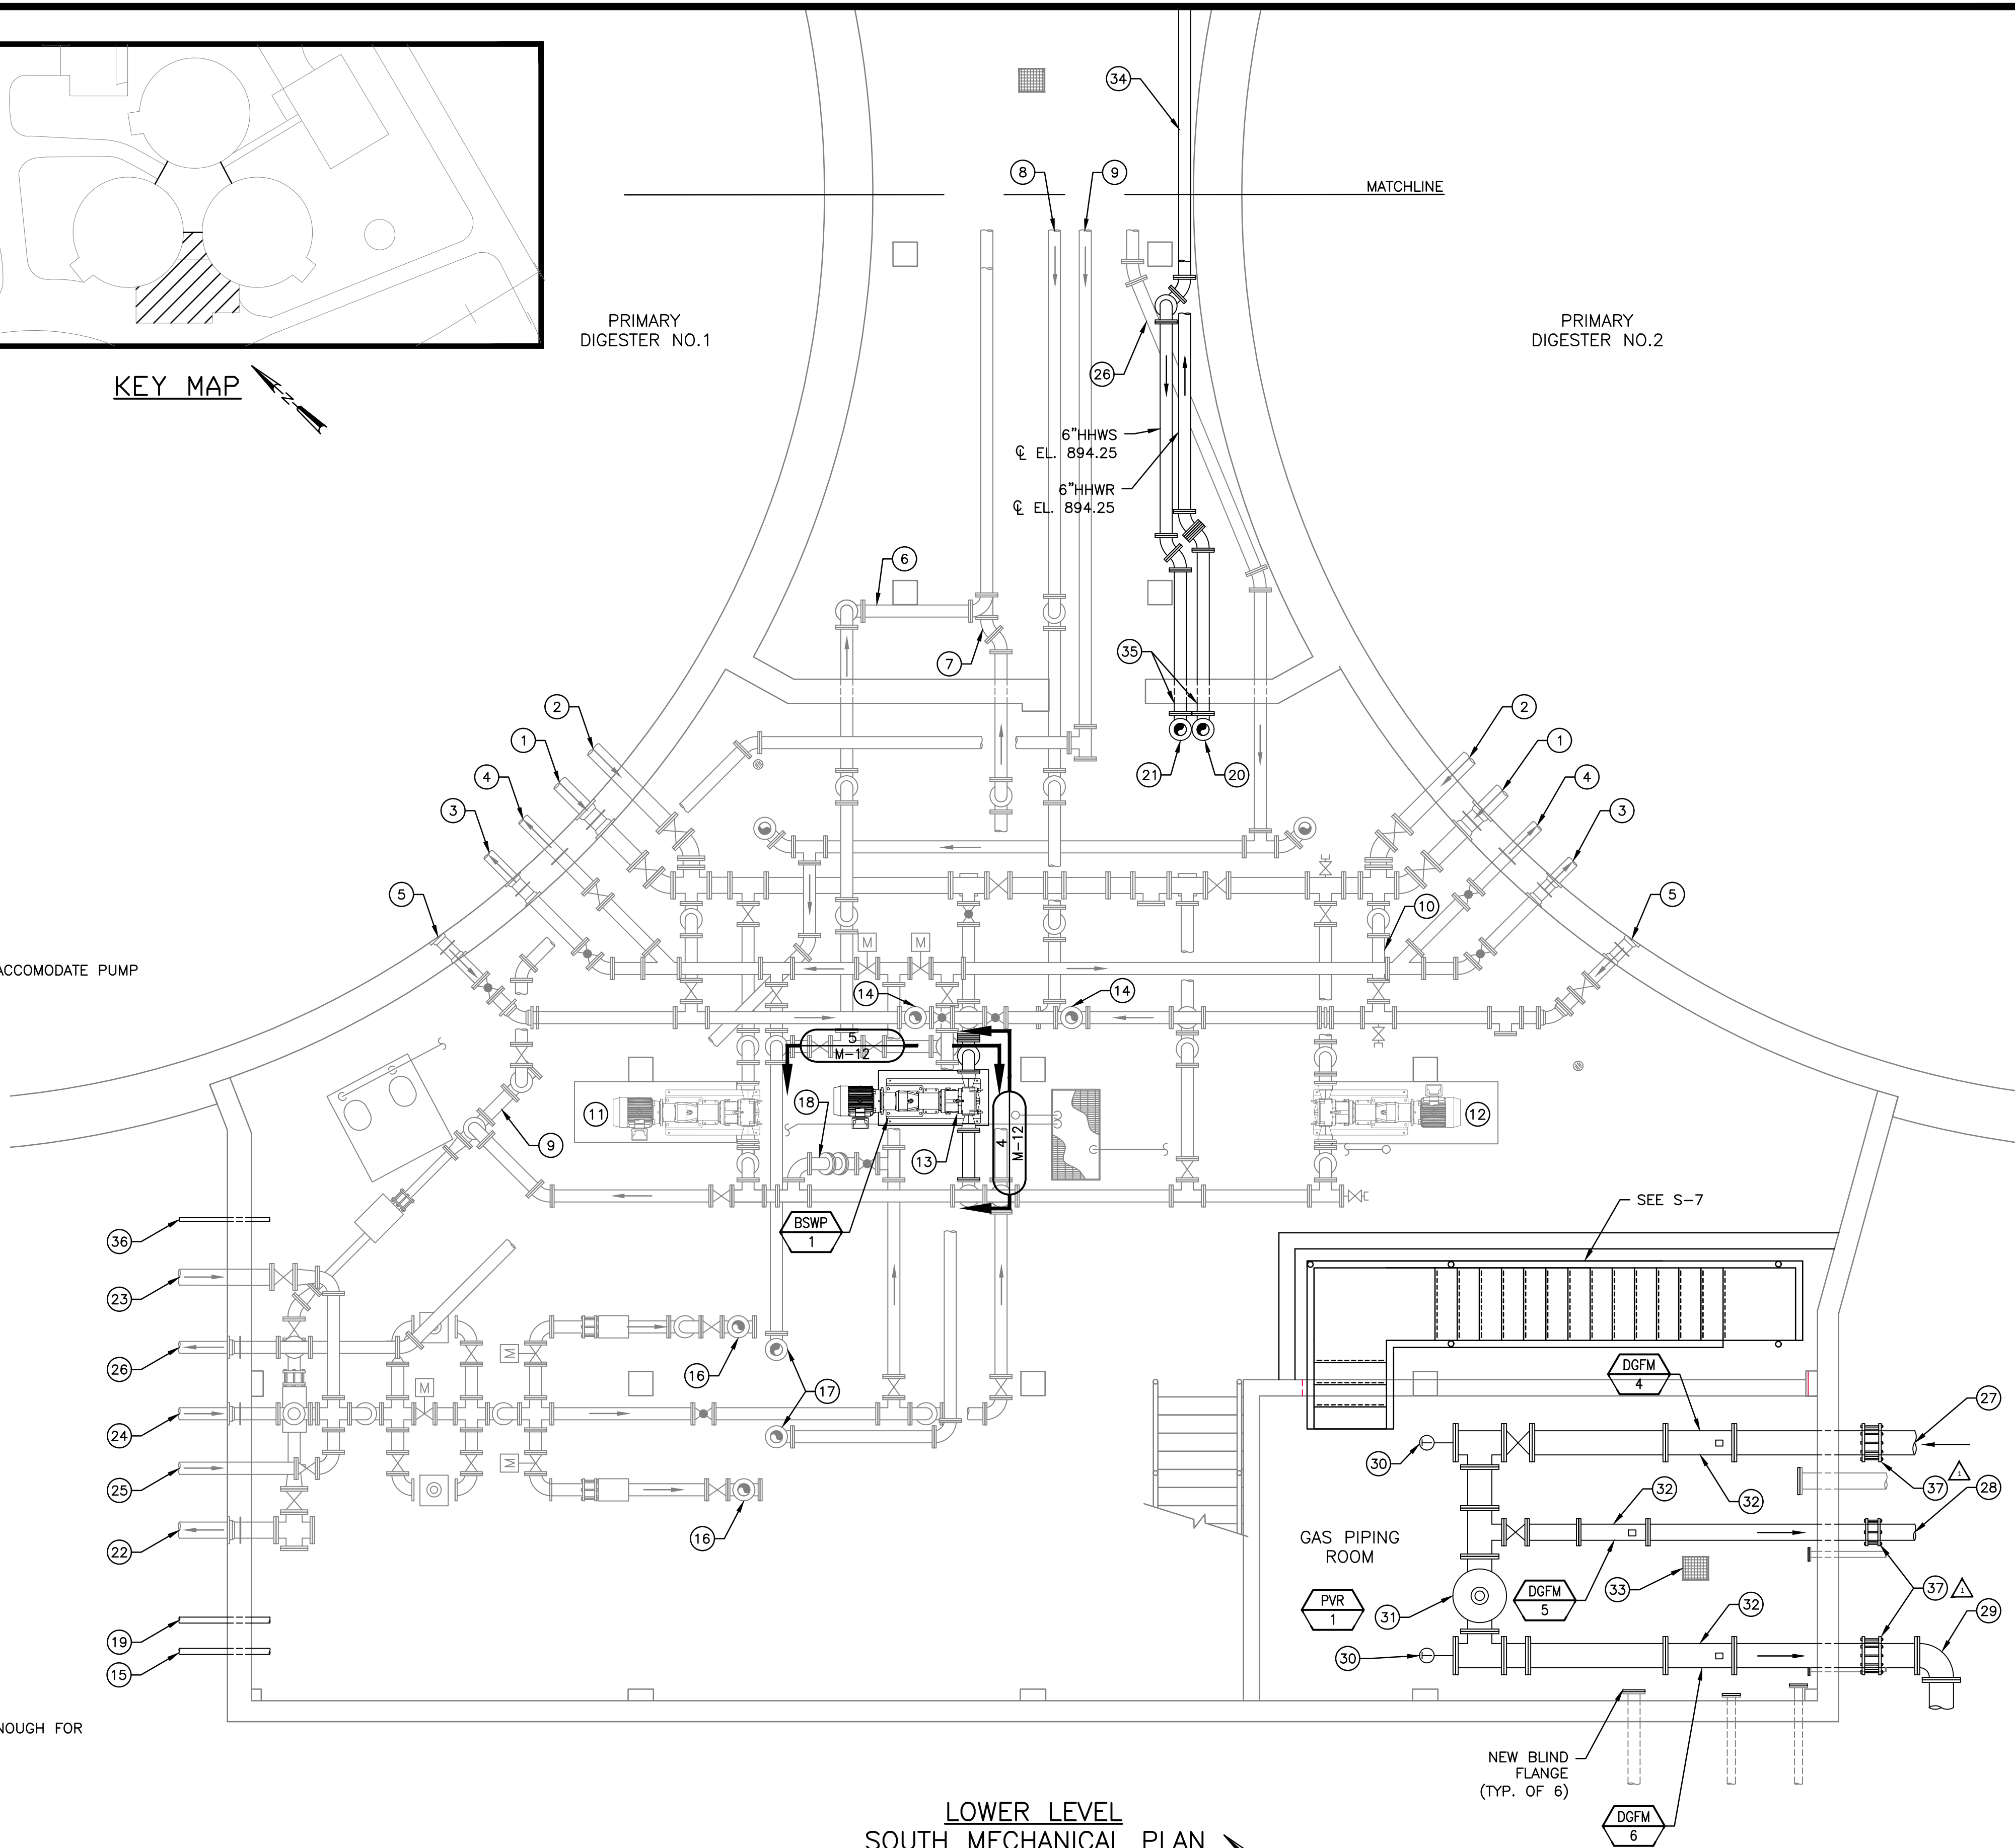 KEY MAP
N
34
8
9
MATCHLINE
PRIMARY
DIGESTER NO.1
PRIMARY
DIGESTER NO.2
26
6"HHWS
℄ EL. 894.25
6"HHWR
℄ EL. 894.25
6
7
35
2
1
4
3
5
21
20
2
1
4
3
5
10
M
M
14
14
ACCOMODATE PUMP
5
M-12
11
18
13
4
M-12
12
9
BSWP
1
SEE S-7
36
23
26
24
25
22
19
15
M
M
M
16
17
16
DGFM
4
27
30
32
37
1
28
32
GAS PIPING
ROOM
33
PVR
1
31
DGFM
5
32
37
1
29
30
NOUGH FOR
NEW BLIND
FLANGE
(TYP. OF 6)
DGFM
6
LOWER LEVEL
SOUTH MECHANICAL PLAN